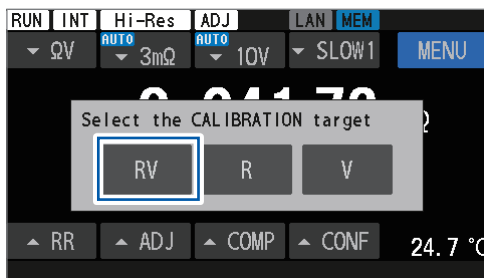 RUN INT Hi-Res ADJ LAN MEM
ΩV AUTO 3mΩ AUTO 10V SLOW1 MENU
Select the CALIBRATION target
RV R V
RR ADJ COMP CONF 24.7 °C